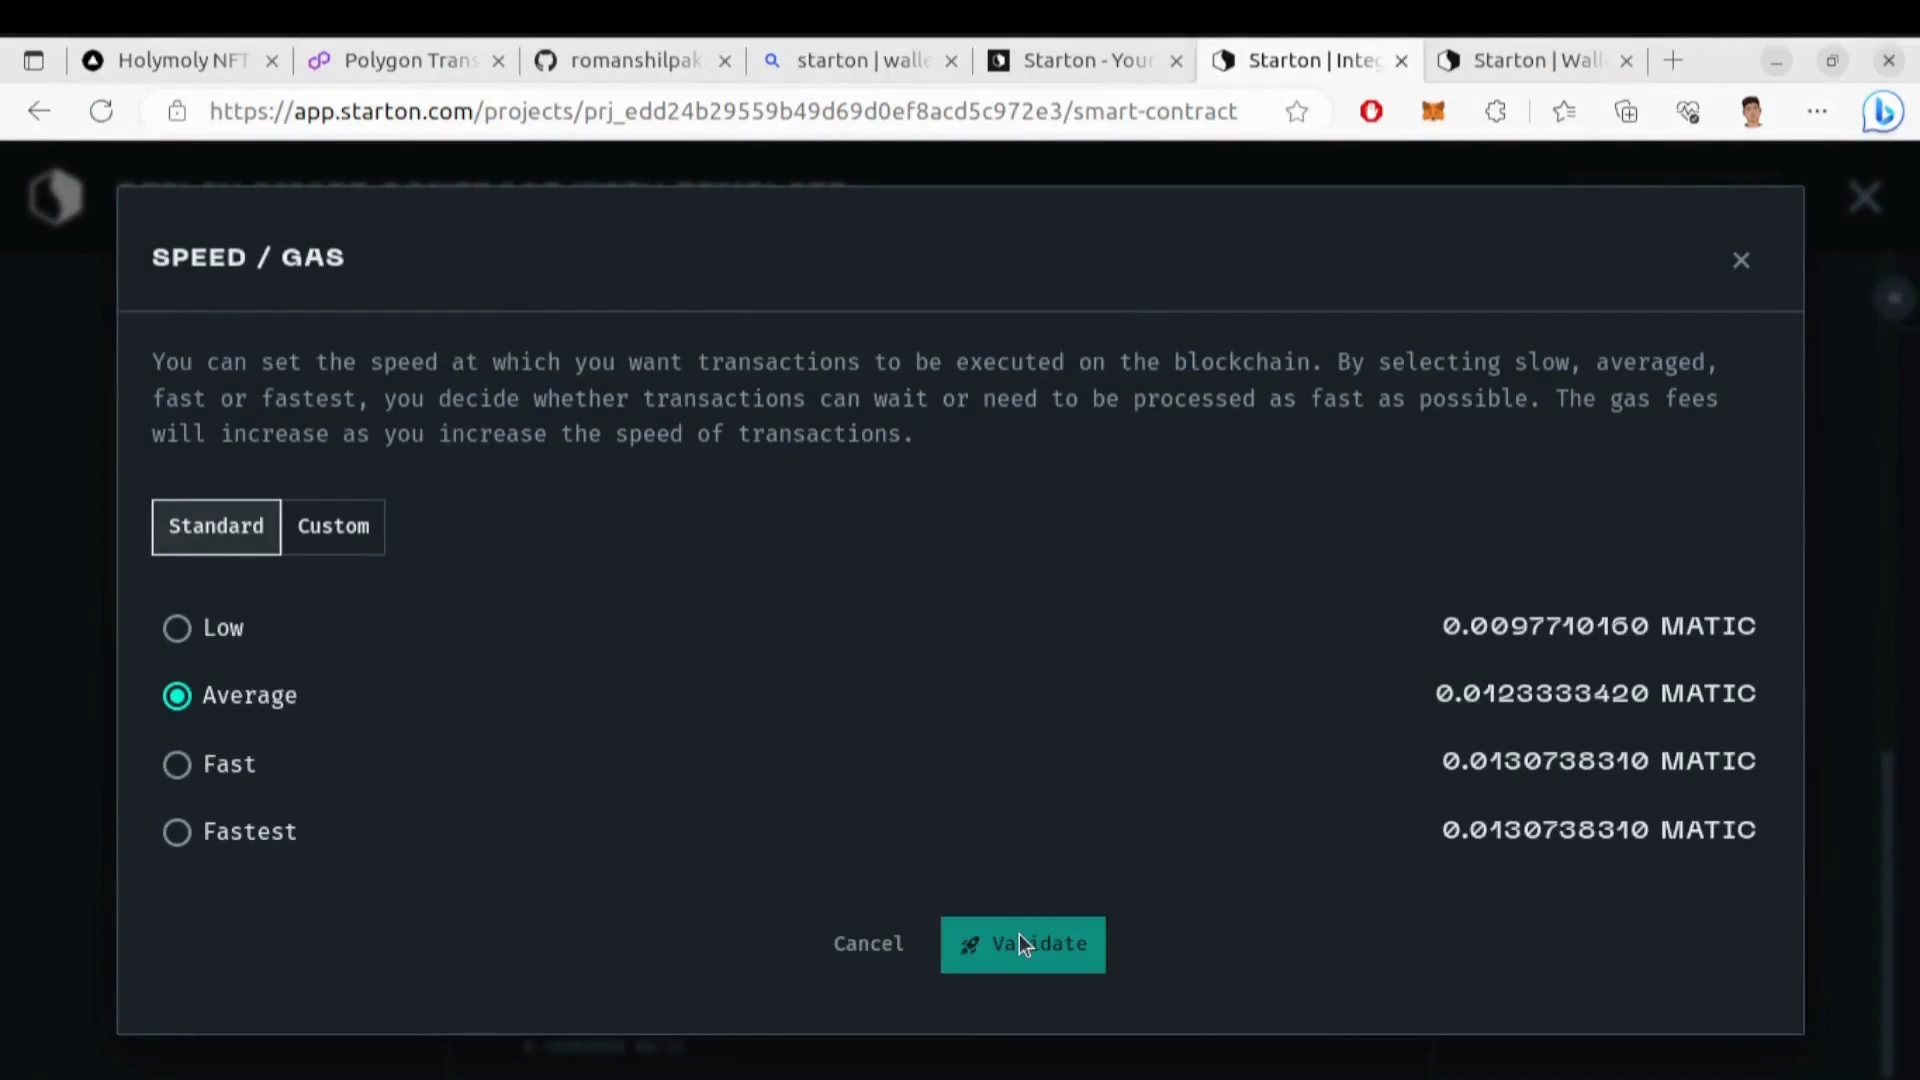 Holymoly NFT
Polygon Trans
romanshilpak
starton | walle
Starton - Your
Starton | Integ
Starton | Wall
https://app.starton.com/projects/prj_edd24b29559b49d69d0ef8acd5c972e3/smart-contract
SPEED / GAS
You can set the speed at which you want transactions to be executed on the blockchain. By selecting slow, averaged,
fast or fastest, you decide whether transactions can wait or need to be processed as fast as possible. The gas fees
will increase as you increase the speed of transactions.
Standard Custom
Low 0.0097710160 MATIC
Average 0.0123333420 MATIC
Fast 0.0130738310 MATIC
Fastest 0.0130738310 MATIC
Cancel Validate